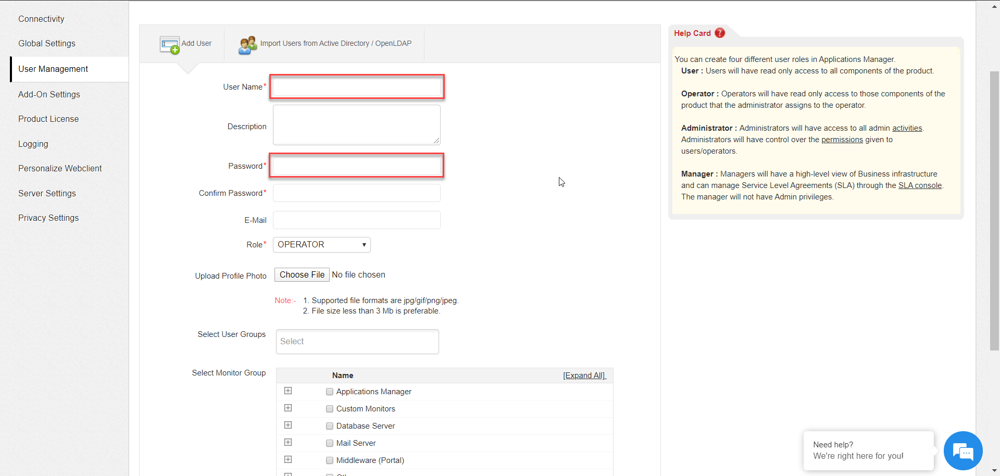 Connectivity
Global Settings
User Management
Add-On Settings
Product License
Logging
Personalize Webclient
Server Settings
Privacy Settings
Add User
Import Users from Active Directory / OpenLDAP
User Name*
Description
Password*
Confirm Password*
E-Mail
Role*
OPERATOR
Upload Profile Photo
Choose File No file chosen
Note:- 1. Supported file formats are jpg/gif/png/jpeg.
2. File size less than 3 Mb is preferable.
Select User Groups
Select
Select Monitor Group
Name
[Expand All]
Applications Manager
Custom Monitors
Database Server
Mail Server
Middleware (Portal)
Help Card ?
You can create four different user roles in Applications Manager.
User : Users will have read only access to all components of the product.
Operator : Operators will have read only access to those components of the
product that the administrator assigns to the operator.
Administrator : Administrators will have access to all admin activities.
Administrators will have control over the permissions given to
users/operators.
Manager : Managers will have a high-level view of Business infrastructure
and can manage Service Level Agreements (SLA) through the SLA console.
The manager will not have Admin privileges.
Need help?
We're right here for you!